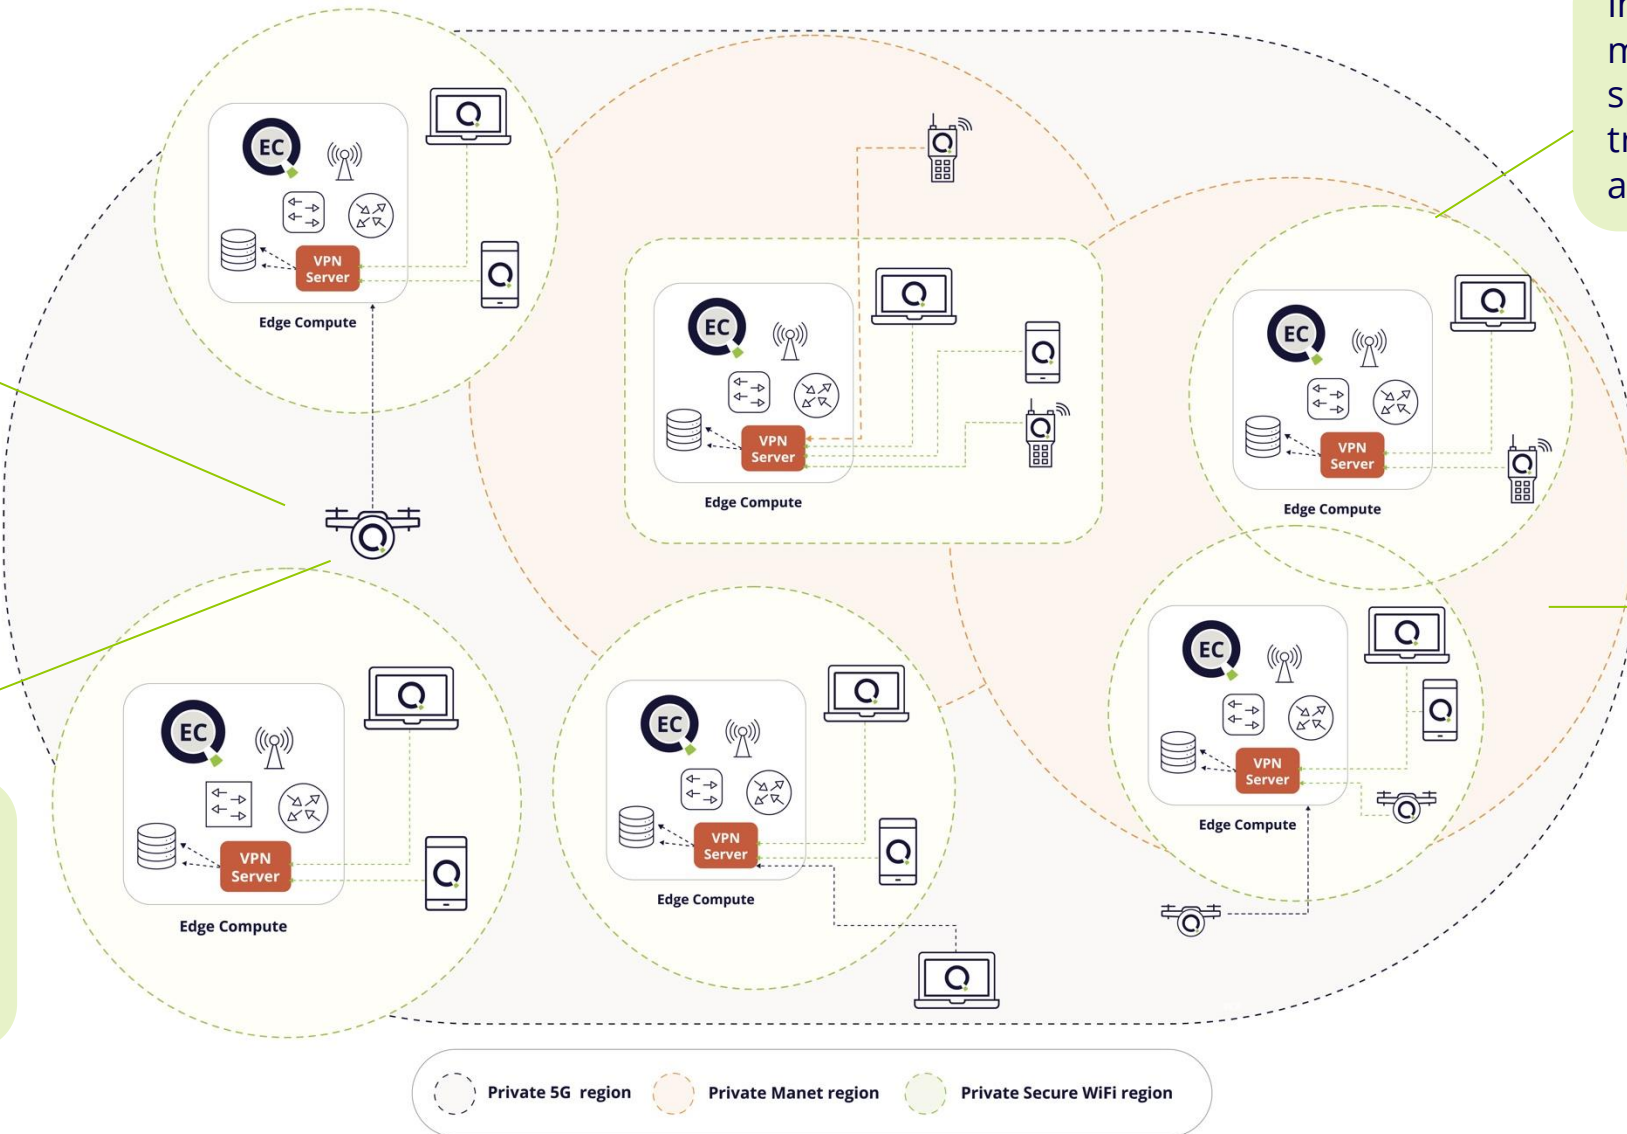 EC
VPN
Server
Edge Compute
EC
VPN
Server
Edge Compute
EC
VPN
Server
Edge Compute
EC
VPN
Server
Edge Compute
EC
VPN
Server
Edge Compute
EC
VPN
Server
Edge Compute
Private 5G region
Private Manet region
Private Secure WiFi region